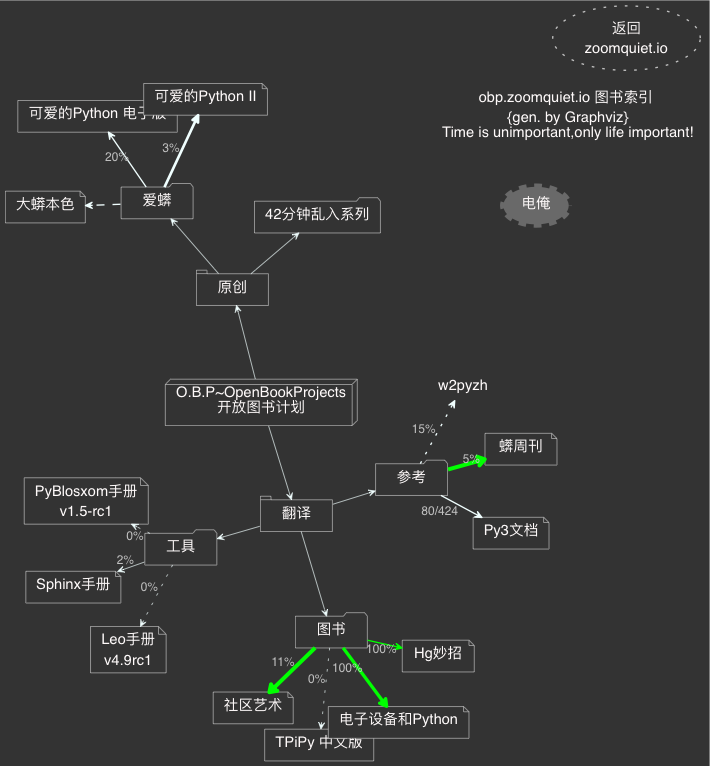 返回
zoomquiet.io
obp.zoomquiet.io 图书索引
{gen. by Graphviz}
Time is unimportant,only life important!
可爱的Python II
可爱的Python 电子版
20%
3%
大蟒本色
爱蟒
电俺
42分钟乱入系列
原创
O.B.P~OpenBookProjects
开放图书计划
w2pyzh
15%
蟒周刊
5%
参考
80/424
Py3文档
PyBlosxom手册
v1.5-rc1
翻译
0%
工具
2%
Sphinx手册
0%
Leo手册
v4.9rc1
图书
100%
Hg妙招
11%
100%
0%
社区艺术
电子设备和Python
TPiPy 中文版